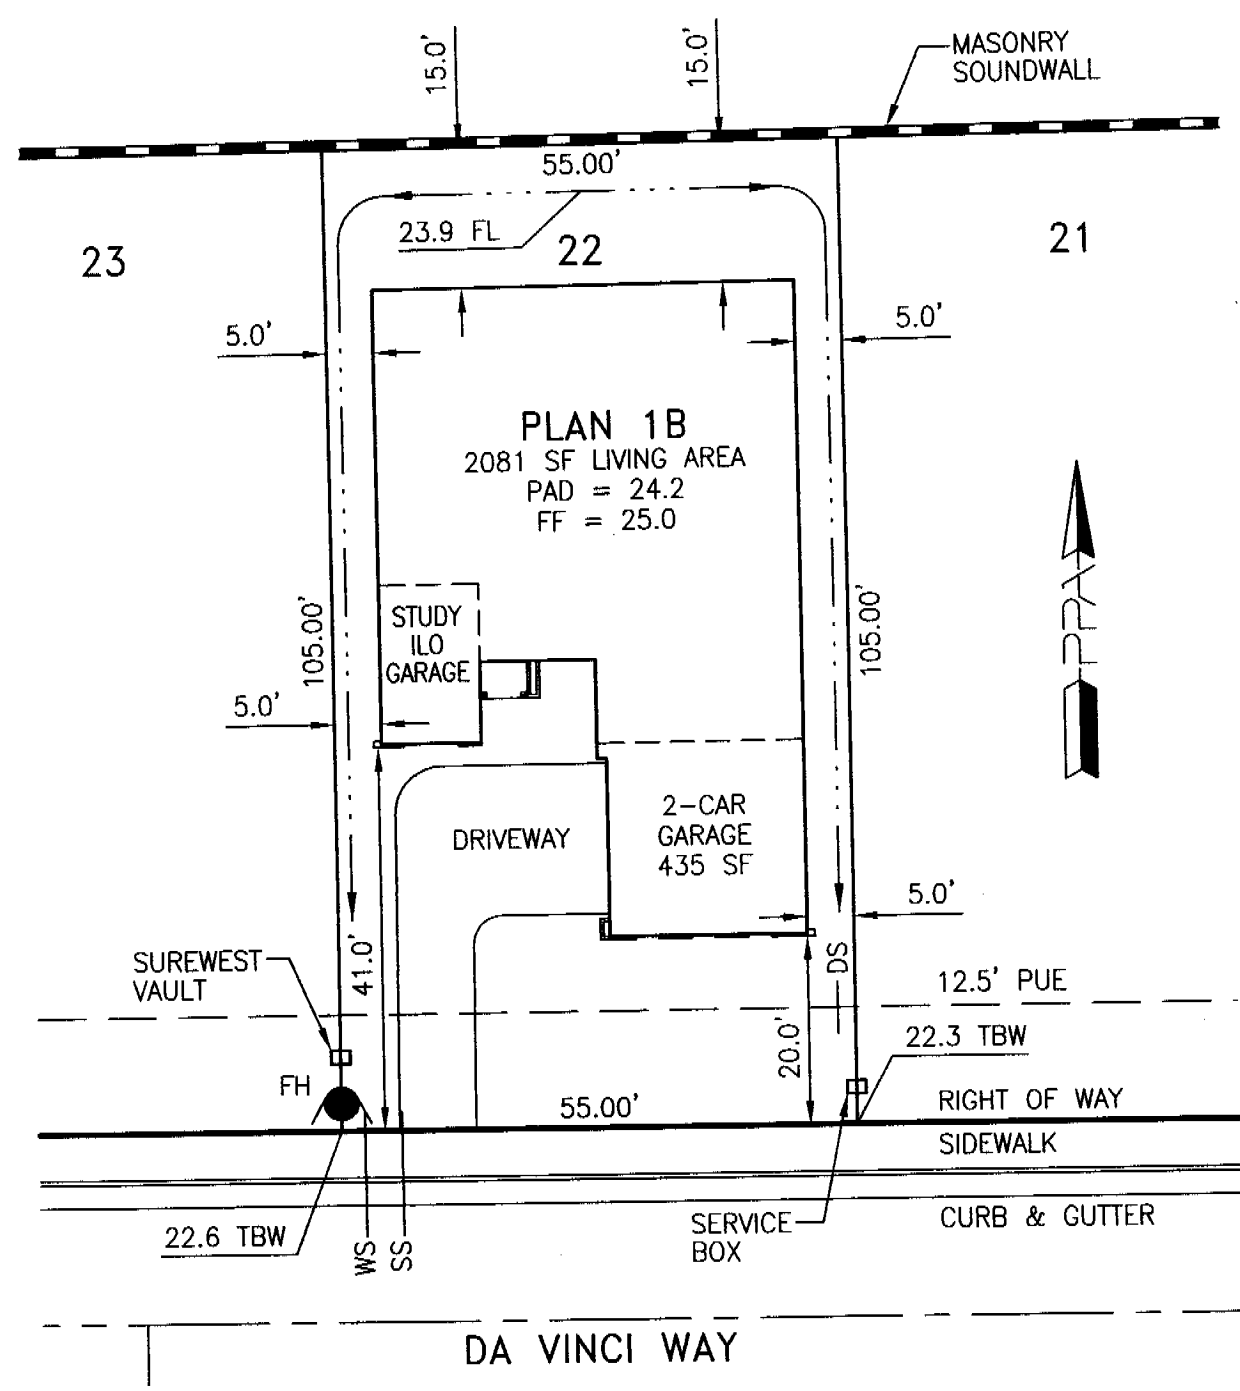 15.0'
15.0'
MASONRY
SOUNDWALL
55.00'
23.9 FL
23
22
21
5.0'
5.0'
PLAN 1B
2081 SF LIVING AREA
PAD = 24.2
FF = 25.0
PPA
105.00'
STUDY
ILO
GARAGE
105.00'
5.0'
2-CAR
GARAGE
435 SF
DRIVEWAY
5.0'
41.0'
DS
SUREWEST
VAULT
12.5' PUE
20.0'
22.3 TBW
FH
55.00'
RIGHT OF WAY
SIDEWALK
SERVICE
BOX
CURB & GUTTER
22.6 TBW
WS
SS
DA VINCI WAY